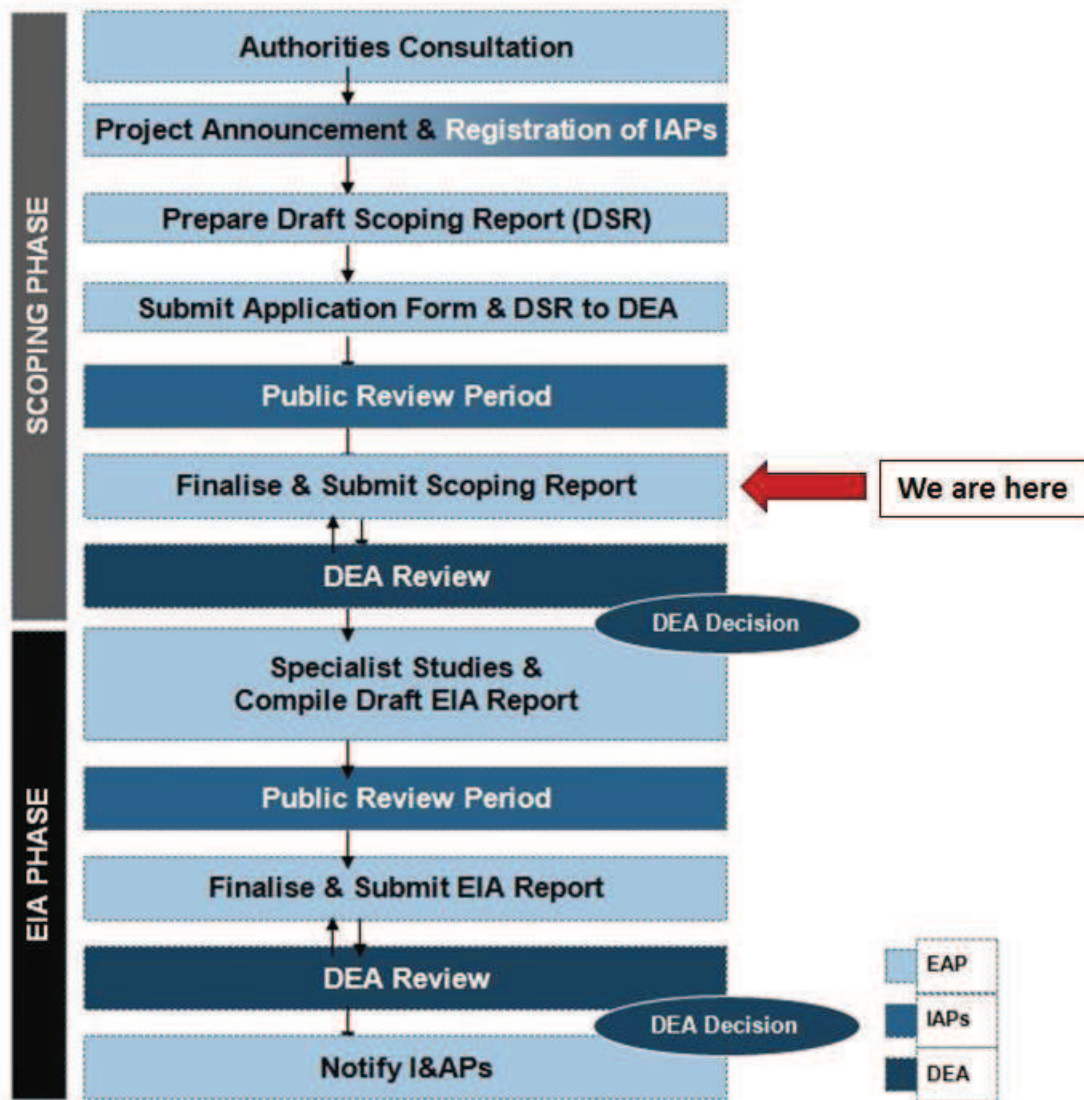 SCOPING PHASE
Authorities Consultation
Project Announcement & Registration of IAPs
Prepare Draft Scoping Report (DSR)
Submit Application Form & DSR to DEA
Public Review Period
Finalise & Submit Scoping Report
We are here
DEA Review
DEA Decision
EIA PHASE
Specialist Studies &
Compile Draft EIA Report
Public Review Period
Finalise & Submit EIA Report
DEA Review
DEA Decision
Notify I&APs
EAP
IAPs
DEA